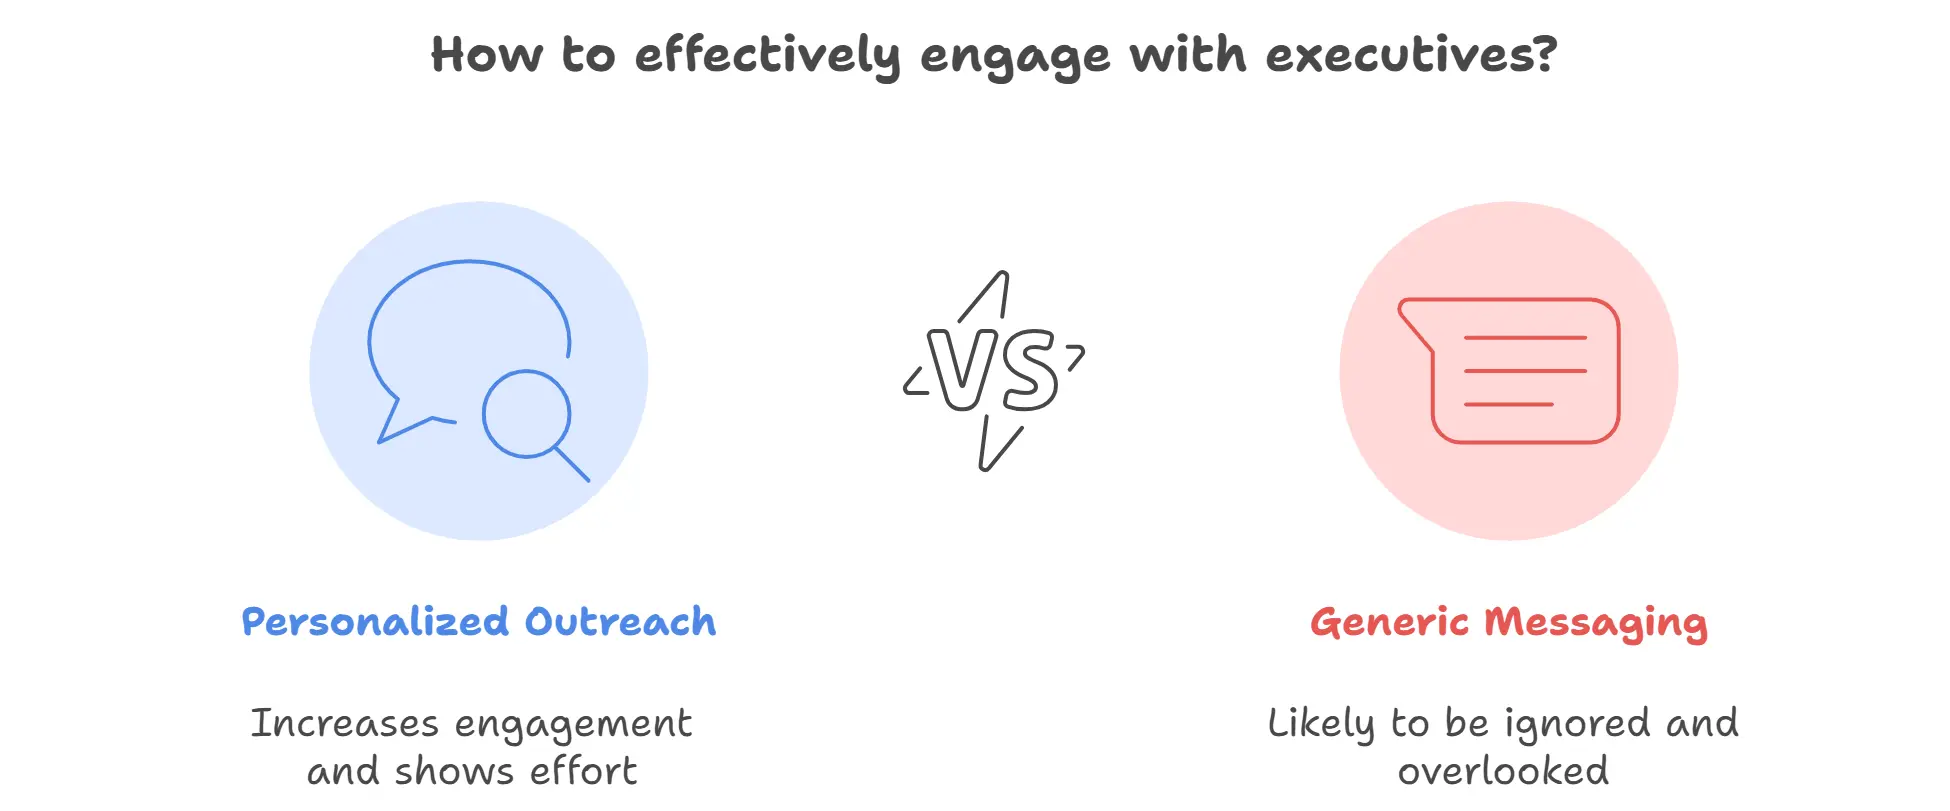 How to effectively engage with executives?
VS
Personalized Outreach
Generic Messaging
Increases engagement
and shows effort
Likely to be ignored and
overlooked